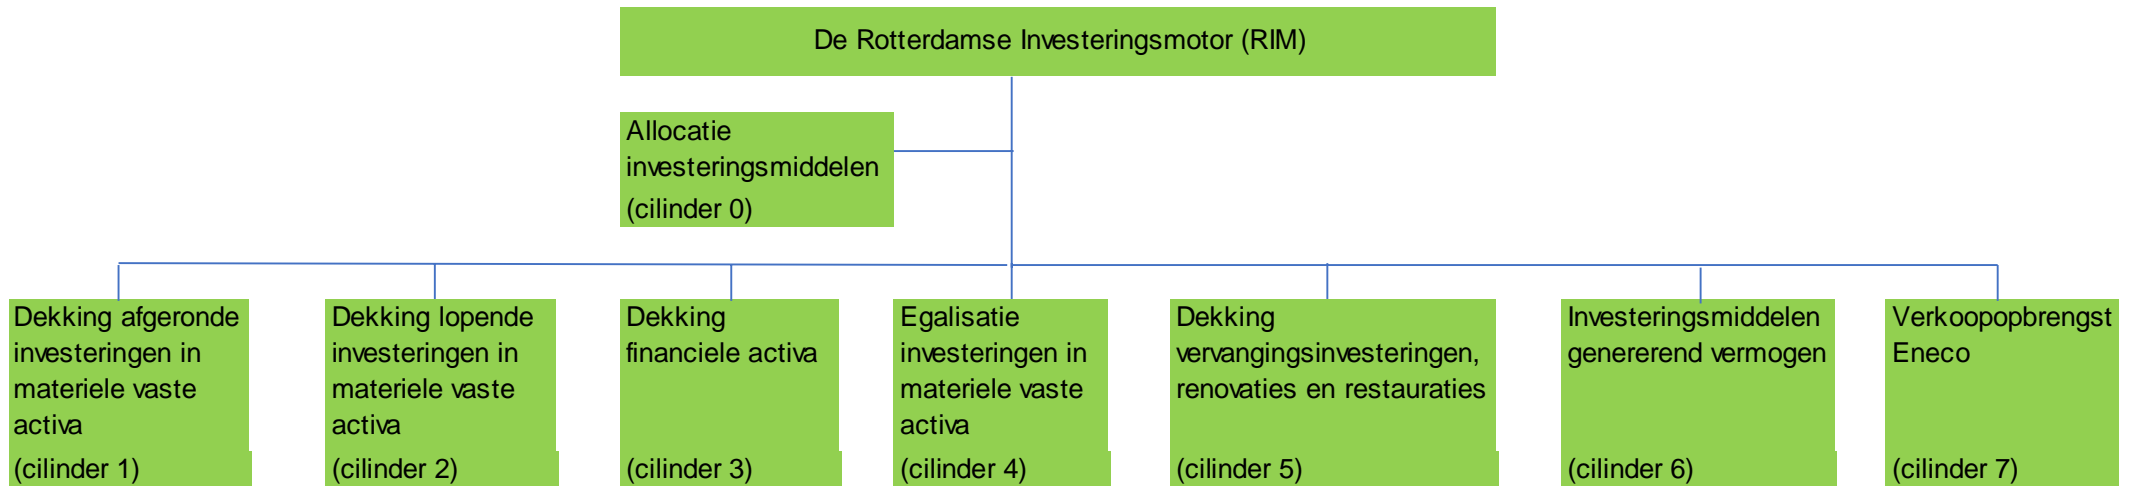 De Rotterdamse Investeringsmotor (RIM)
Allocatie
investeringsmiddelen
(cilinder 0)
Dekking afgeronde
investeringen in
materiele vaste
activa
(cilinder 1)
Dekking lopende
investeringen in
materiele vaste
activa
(cilinder 2)
Dekking
financiele activa
(cilinder 3)
Egalisatie
investeringen in
materiele vaste
activa
(cilinder 4)
Dekking
vervangingsinvesteringen,
renovaties en restauraties
(cilinder 5)
Investeringsmiddelen
genererend vermogen
(cilinder 6)
Verkoopopbrengst
Eneco
(cilinder 7)